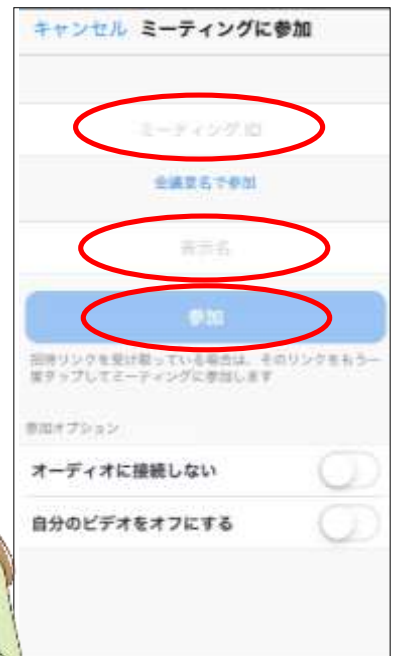 キャンセル ミーティングに参加
ミーティング ID
会議室名で参加
表示名
参加
招待リンクを受け取っている場合は、そのリンクをもう一
度タップしてミーティングに参加します
参加オプション
オーディオに接続しない
自分のビデオをオフにする